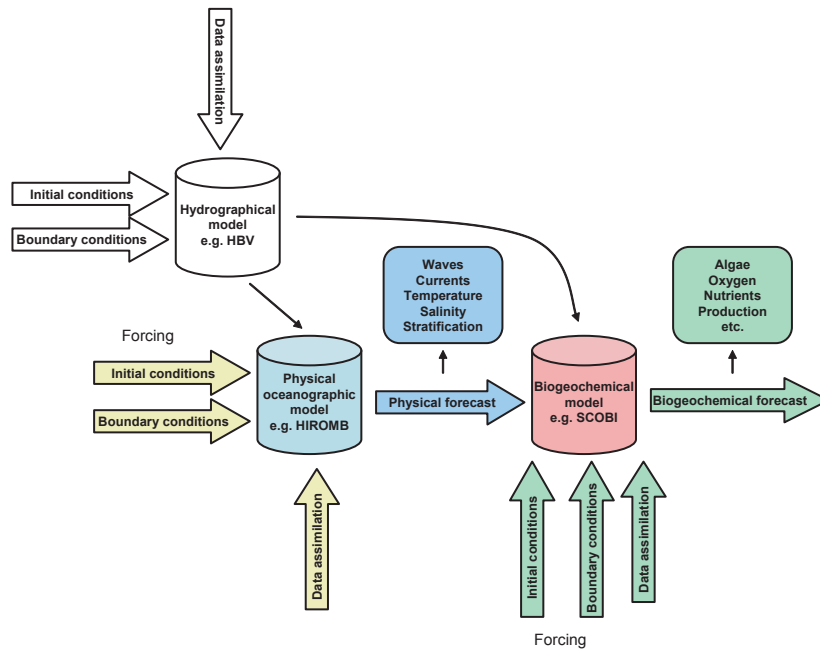 Data assimilation
Initial conditions
Boundary conditions
Hydrographical
model
e.g. HBV
Waves
Currents
Temperature
Salinity
Stratification
Algae
Oxygen
Nutrients
Production
etc.
Forcing
Initial conditions
Boundary conditions
Physical
oceanographic
model
e.g. HIROMB
Physical forecast
Biogeochemical
model
e.g. SCOBI
Biogeochemical forecast
Data assimilation
Initial conditions
Boundary conditions
Data assimilation
Forcing